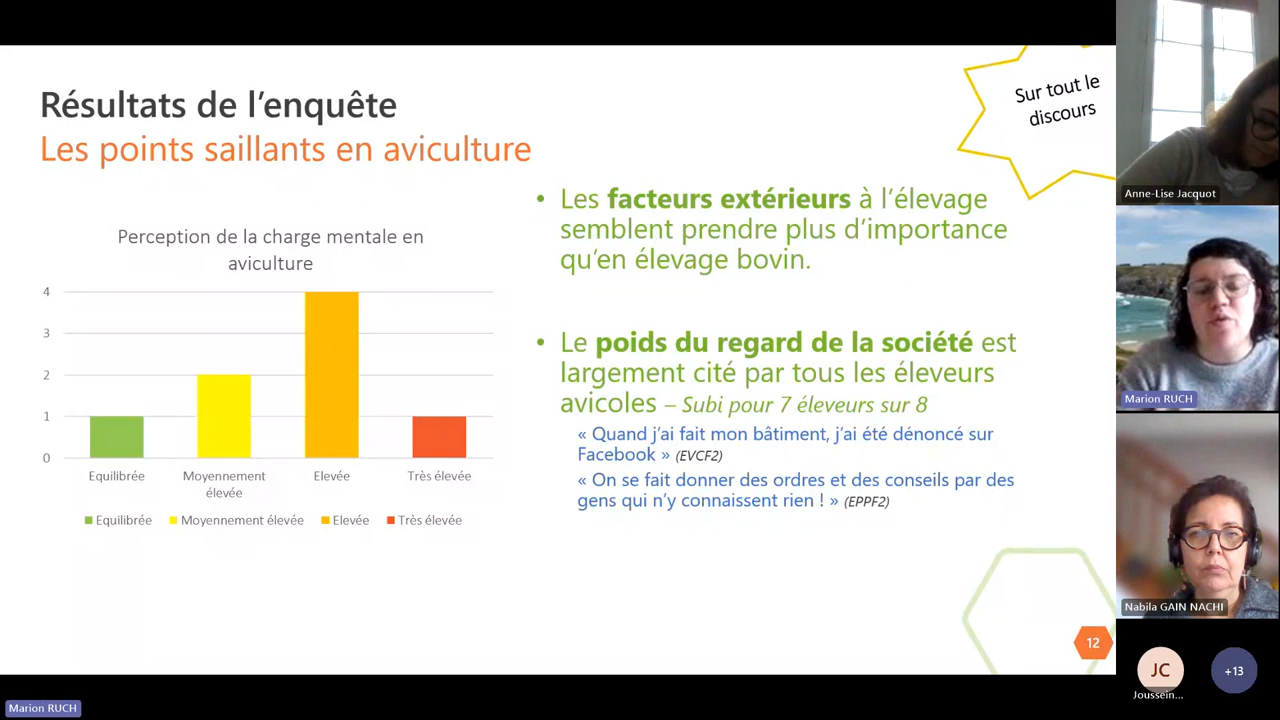 Résultats de l’enquête
Les points saillants en aviculture
Sur tout le
discours
Perception de la charge mentale en
aviculture
4
3
2
1
0
Equilibrée
Moyennement
élevée
Elevée
Très élevée
Equilibrée
Moyennement élevée
Elevée
Très élevée
• Les facteurs extérieurs à l’élevage
semblent prendre plus d’importance
qu’en élevage bovin.
• Le poids du regard de la société est
largement cité par tous les éleveurs
avicoles – Subi pour 7 éleveurs sur 8
« Quand j’ai fait mon bâtiment, j’ai été dénoncé sur
Facebook » (EVCF2)
« On se fait donner des ordres et des conseils par des
gens qui n’y connaissent rien ! » (EPPF2)
12
Anne-Lise Jacquot
Marion RUCH
Nabila GAIN NACHI
JC
Joussein...
+13
Marion RUCH